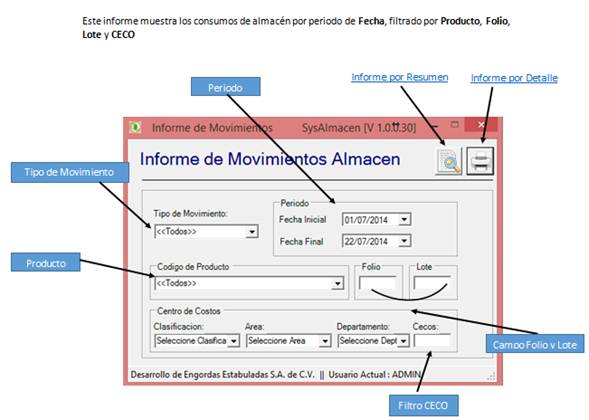 Este informe muestra los consumos de almacén por periodo de Fecha, filtrado por Producto, Folio,
Lote y CECO
Informe por Resumen
Informe por Detalle
Periodo
Informe de Movimientos SysAlmacen [V 1.0.0.30]
Informe de Movimientos Almacen
Tipo de Movimiento
Tipo de Movimiento:
<<Todos>>
Periodo
Fecha Inicial 01/07/2014
Fecha Final 22/07/2014
Producto
Codigo de Producto
<<Todos>>
Folio
Lote
Centro de Costos
Clasificacion: Area: Departamento: Cecos:
Seleccione Clasifica Seleccione Area Seleccione Dept
Campo Folio y Lote
Desarrollo de Engordas Estabuladas S.A. de C.V. || Usuario Actual : ADMIN
Filtro CECO